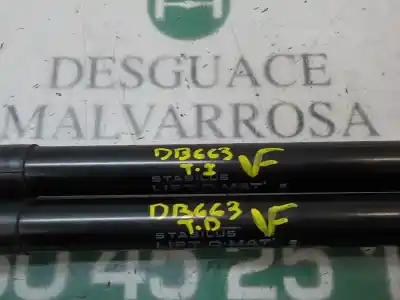 DESGUACE
MALVARROSA
DB663
T.I
VF
STABILUS
LIFT-O-MAT
DB663
T.D
VF
STABILUS
LIFT-O-MAT